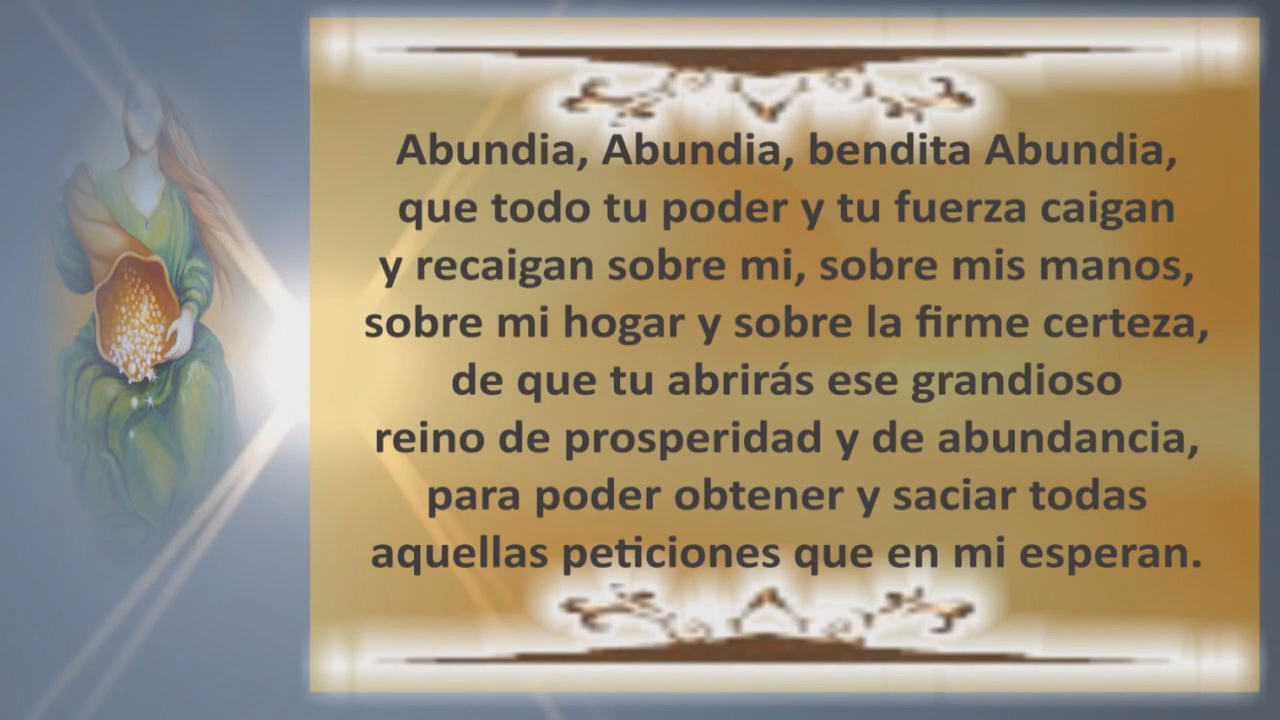 Abundia, Abundia, bendita Abundia,
que todo tu poder y tu fuerza caigan
y recaigan sobre mi, sobre mis manos,
sobre mi hogar y sobre la firme certeza,
de que tu abrirás ese grandioso
reino de prosperidad y de abundancia,
para poder obtener y saciar todas
aquellas peticiones que en mi esperan.